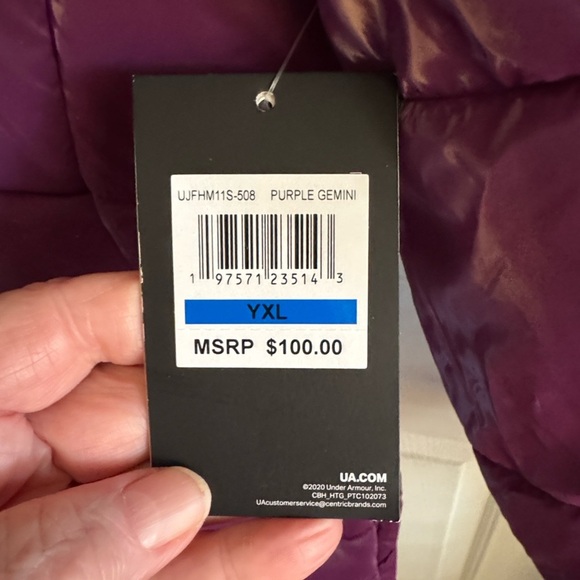 UJFHM11S-508 PURPLE GEMINI
1 97571 23514 3
YXL
MSRP $100.00
UA.COM
©2020 Under Armour, Inc.
CBH_HTG_PTC102073
UAcustomerservice@centricbrands.com